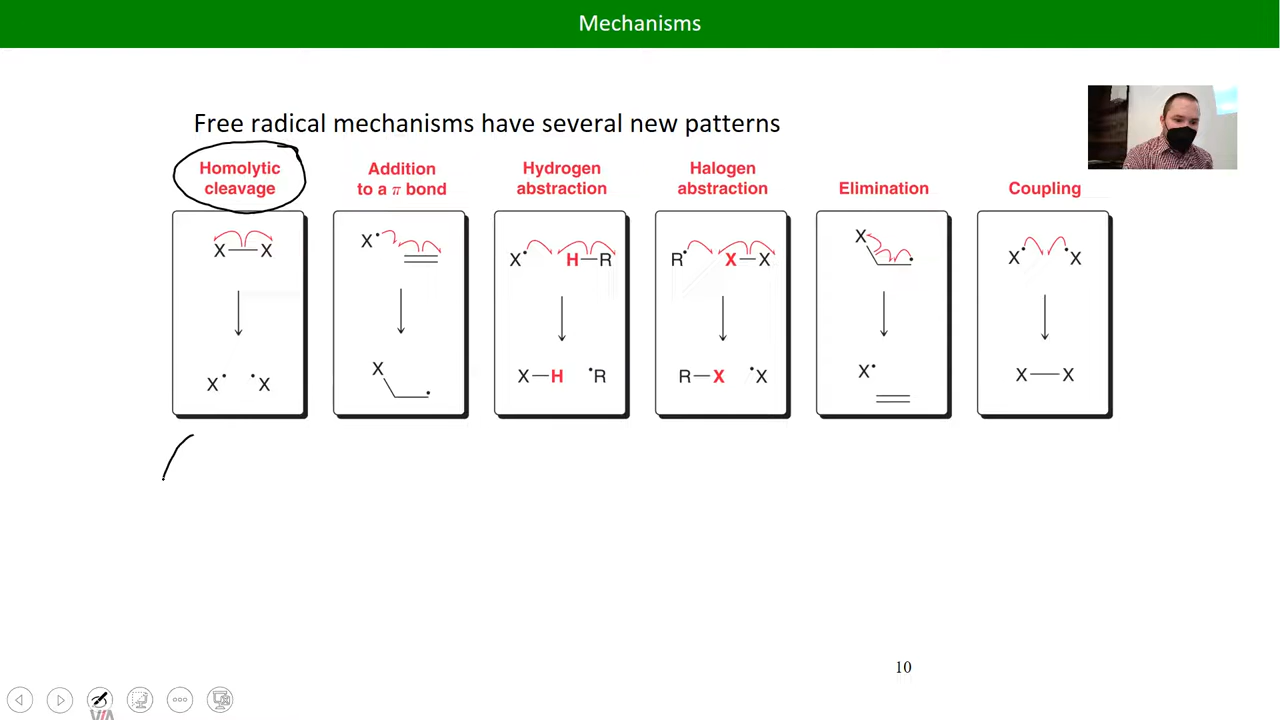 Mechanisms
Free radical mechanisms have several new patterns
Homolytic
cleavage
Addition
to a π bond
Hydrogen
abstraction
Halogen
abstraction
Elimination
Coupling
X—X
X•
X• H—R
R• X—X
X
X• •X
X• •X
X
X—H •R
R—X •X
X•
X—X
10
VIA